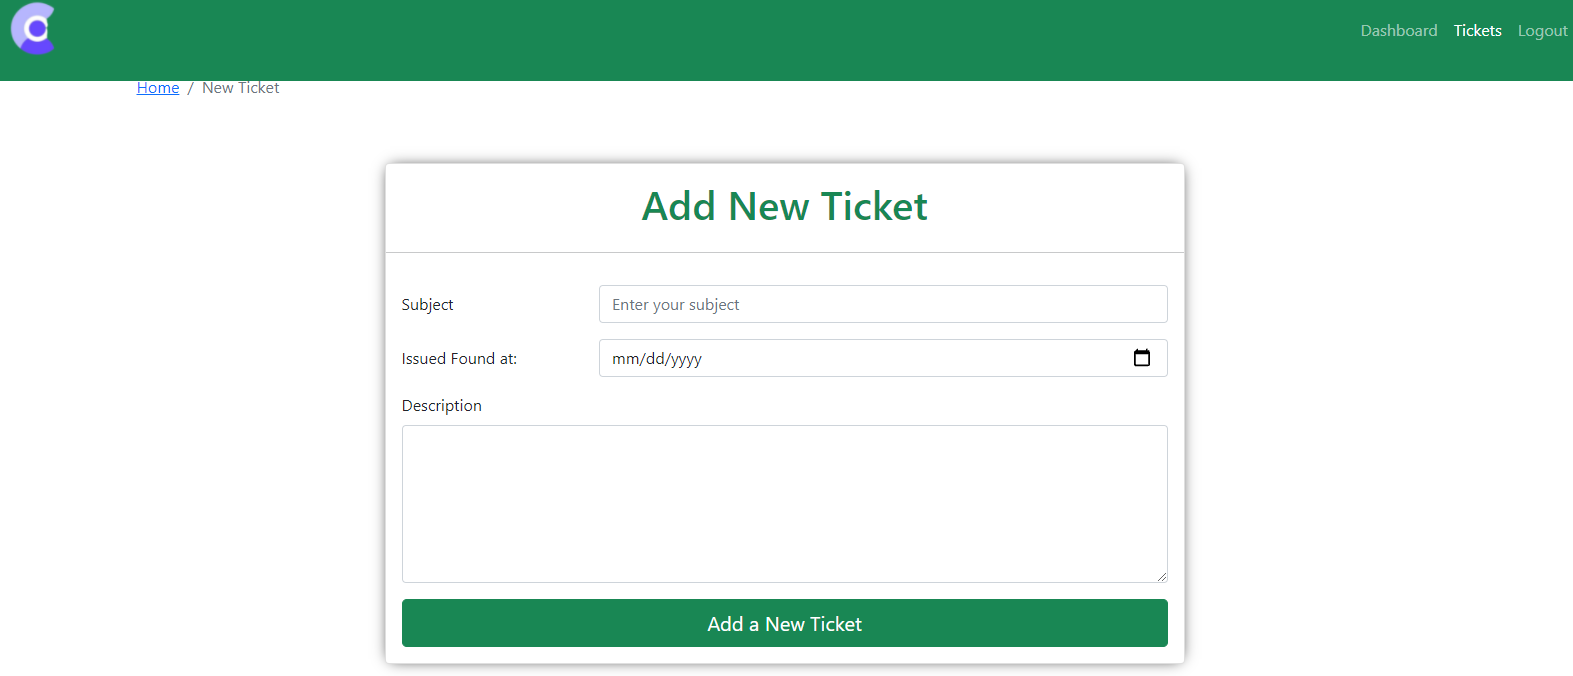 Dashboard Tickets Logout
Home / New Ticket
Add New Ticket
Subject Enter your subject
Issued Found at: mm/dd/yyyy
Description
Add a New Ticket